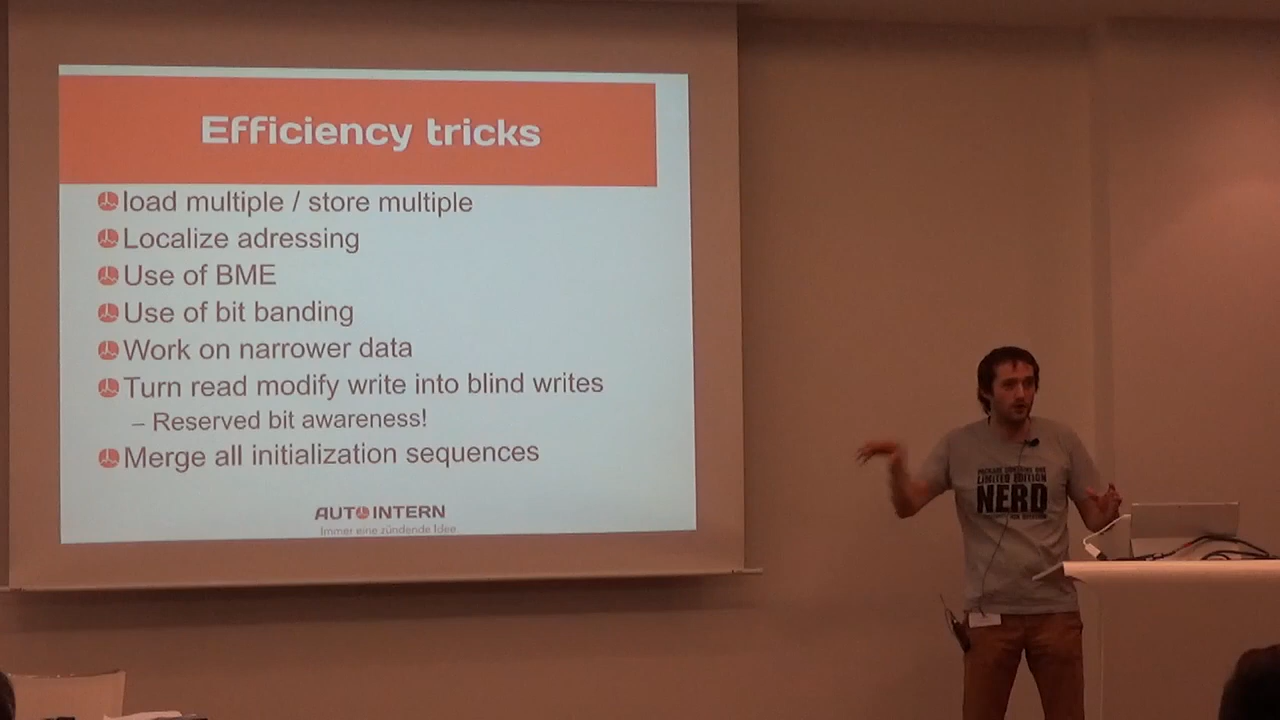 Efficiency tricks
load multiple / store multiple
Localize adressing
Use of BME
Use of bit banding
Work on narrower data
Turn read modify write into blind writes
– Reserved bit awareness!
Merge all initialization sequences
AUTOINTERN
Immer eine zündende Idee
LIMITED EDITION
NERD